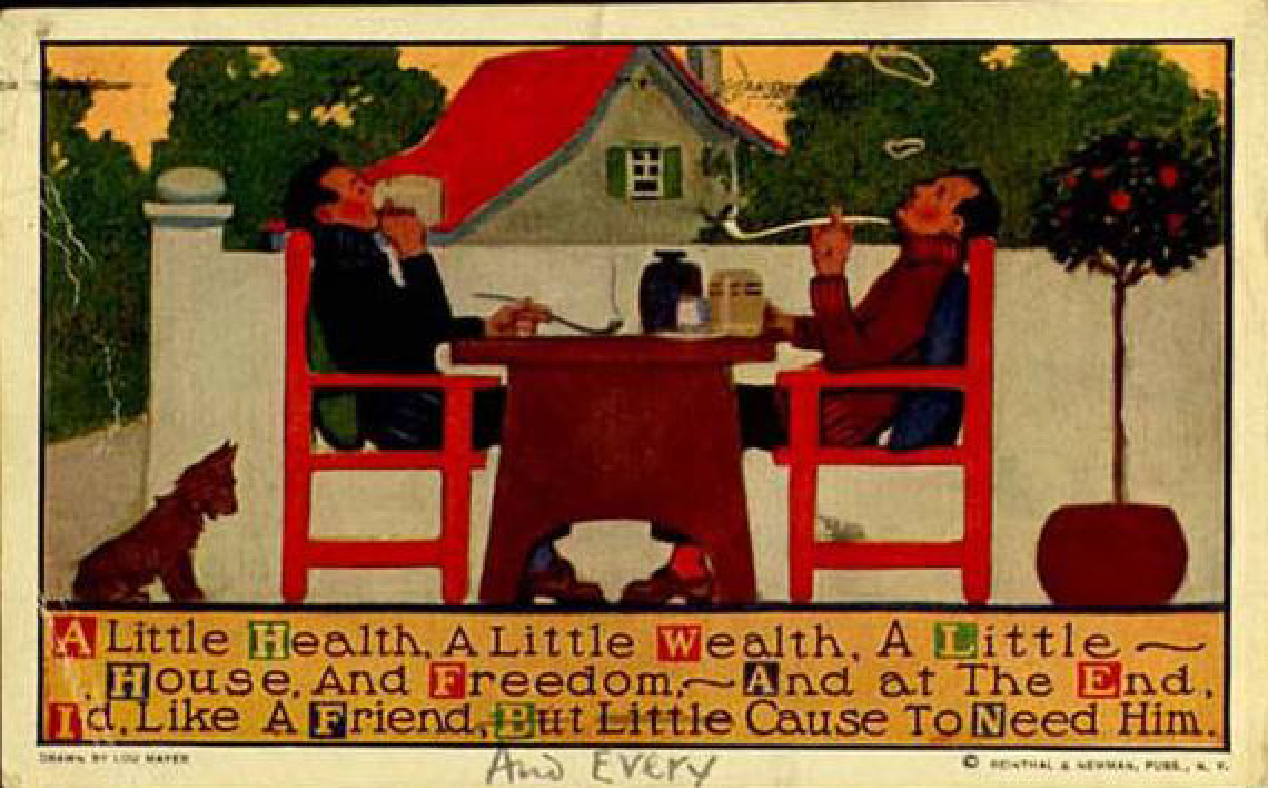 A Little Health, A Little Wealth, A Little ~
House, And Freedom, ~ And at The End,
I'd, Like A Friend, But Little Cause To Need Him.
DRAWN BY LOU MAYER
© REINTHAL & NEWMAN, PUBS., N. Y.
And EVERY